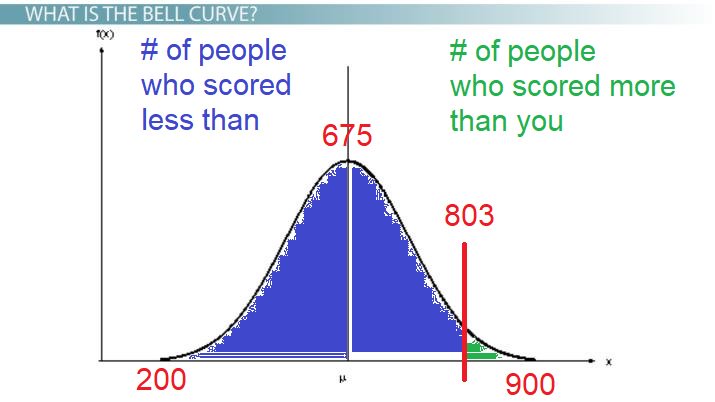 WHAT IS THE BELL CURVE?
f(x)
# of people
who scored
less than
# of people
who scored more
than you
675
803
x
200
μ
900